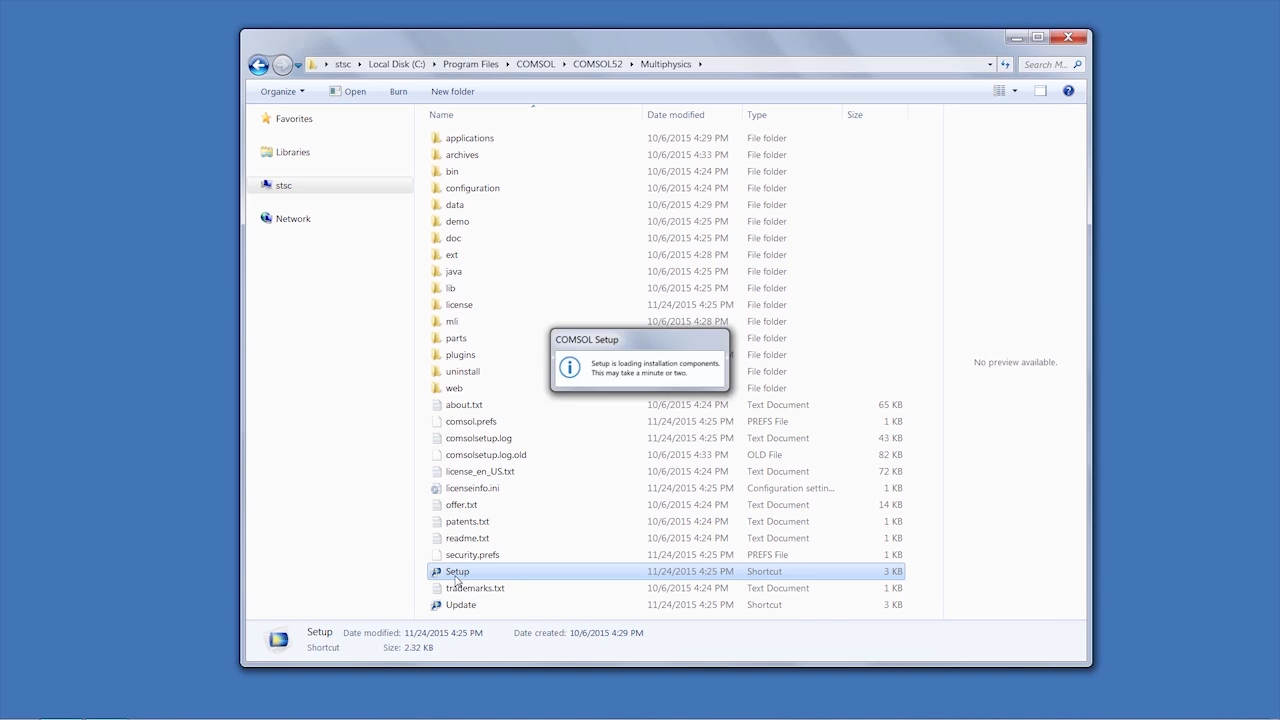 stsc Local Disk (C:) Program Files COMSOL COMSOL52 Multiphysics Search M...
Organize Open Burn New folder
Name Date modified Type Size
Favorites
Libraries
stsc
Network
applications 10/6/2015 4:29 PM File folder
archives 10/6/2015 4:33 PM File folder
bin 10/6/2015 4:24 PM File folder
configuration 10/6/2015 4:24 PM File folder
data 10/6/2015 4:29 PM File folder
demo 10/6/2015 4:25 PM File folder
doc 10/6/2015 4:25 PM File folder
ext 10/6/2015 4:28 PM File folder
java 10/6/2015 4:25 PM File folder
lib 10/6/2015 4:25 PM File folder
license 11/24/2015 4:25 PM File folder
mli 10/6/2015 4:28 PM File folder
parts File folder
plugins File folder
uninstall File folder
web File folder
COMSOL Setup
Setup is loading installation components.
This may take a minute or two.
about.txt 10/6/2015 4:24 PM Text Document 65 KB
comsol.prefs 11/24/2015 4:25 PM PREFS File 1 KB
comsolsetup.log 11/24/2015 4:25 PM Text Document 43 KB
comsolsetup.log.old 10/6/2015 4:33 PM OLD File 82 KB
license_en_US.txt 10/6/2015 4:24 PM Text Document 72 KB
licenseinfo.ini 11/24/2015 4:25 PM Configuration settin... 1 KB
offer.txt 10/6/2015 4:24 PM Text Document 14 KB
patents.txt 10/6/2015 4:24 PM Text Document 1 KB
readme.txt 10/6/2015 4:24 PM Text Document 1 KB
security.prefs 11/24/2015 4:25 PM PREFS File 1 KB
Setup 11/24/2015 4:25 PM Shortcut 3 KB
trademarks.txt 10/6/2015 4:24 PM Text Document 1 KB
Update 11/24/2015 4:25 PM Shortcut 3 KB
No preview available.
Setup Date modified: 11/24/2015 4:25 PM Date created: 10/6/2015 4:29 PM
Shortcut Size: 2.32 KB